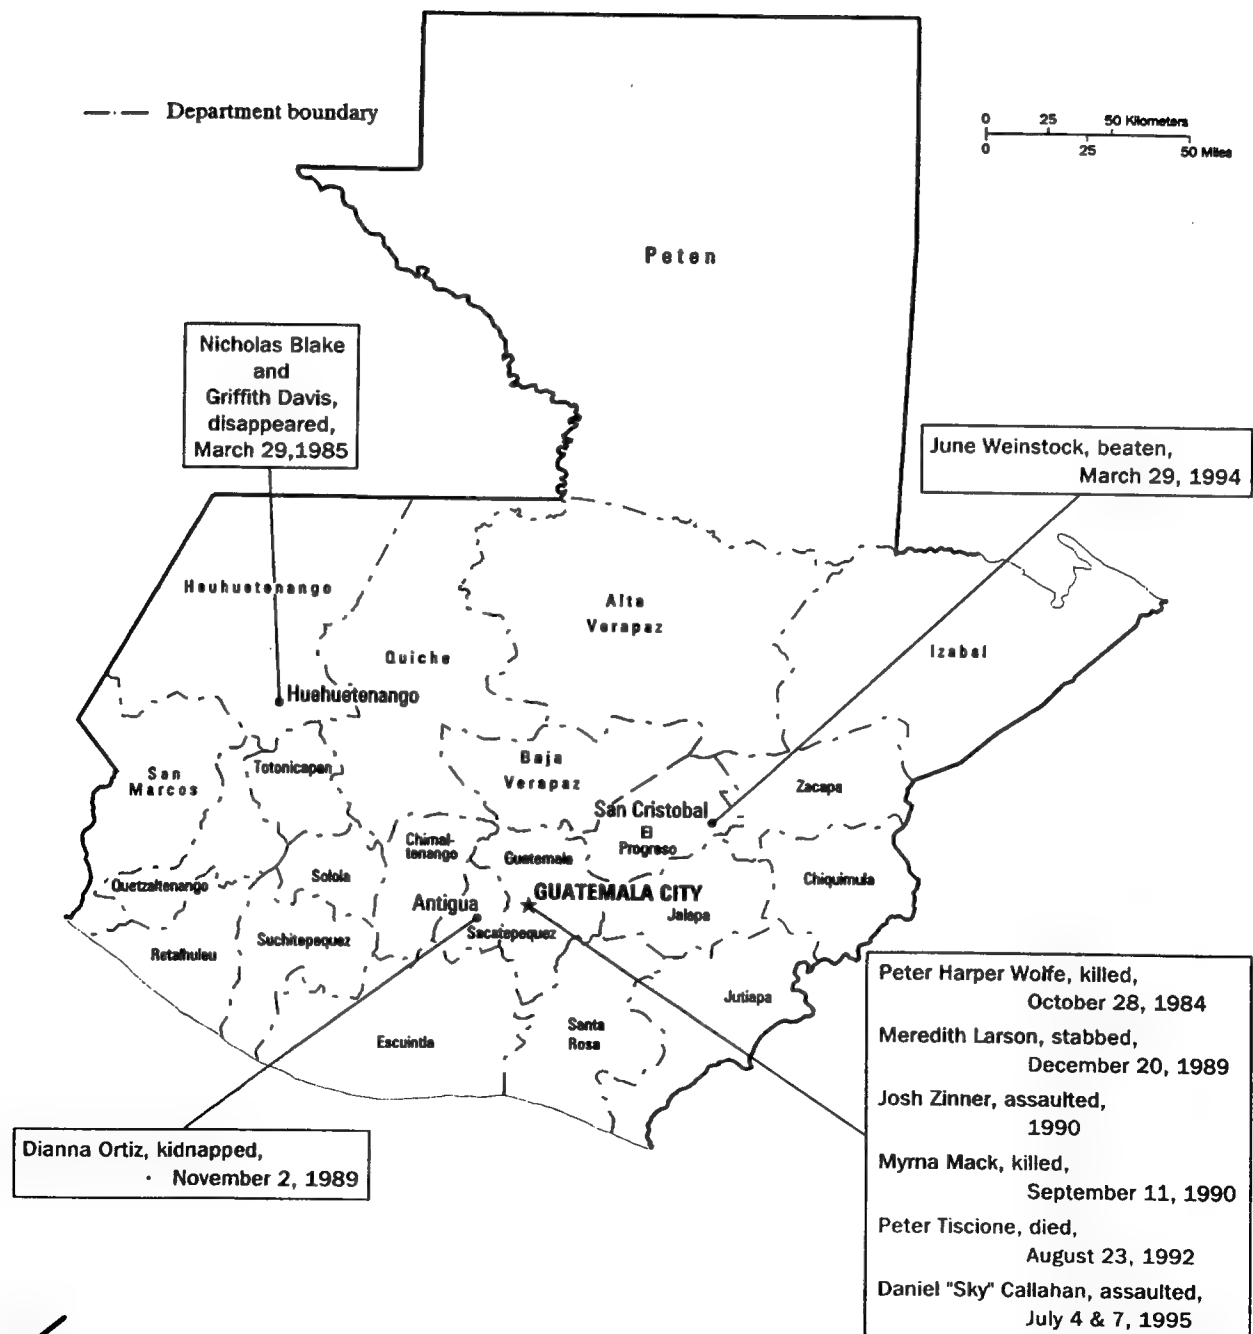 Department boundary
0 25 50 Kilometers
0 25 50 Miles
Peten
Nicholas Blake
and
Griffith Davis,
disappeared,
March 29,1985
June Weinstock, beaten,
March 29, 1994
Heuhuetenango
Alta
Verapaz
Izabal
Quiche
Huehuetenango
San
Marcos
Totonicapan
Baja
Verapaz
Zacapa
San Cristobal
El
Progreso
Chimal-
tenango
Guatemala
Quetzaltenango
Solola
Chiquimula
GUATEMALA CITY
Antigua
Jalapa
Sacatepequez
Suchitepequez
Retalhuleu
Jutiapa
Santa
Rosa
Escuintla
Peter Harper Wolfe, killed,
October 28, 1984
Meredith Larson, stabbed,
December 20, 1989
Josh Zinner, assaulted,
1990
Myrna Mack, killed,
September 11, 1990
Peter Tiscione, died,
August 23, 1992
Daniel "Sky" Callahan, assaulted,
July 4 & 7, 1995
Dianna Ortiz, kidnapped,
November 2, 1989